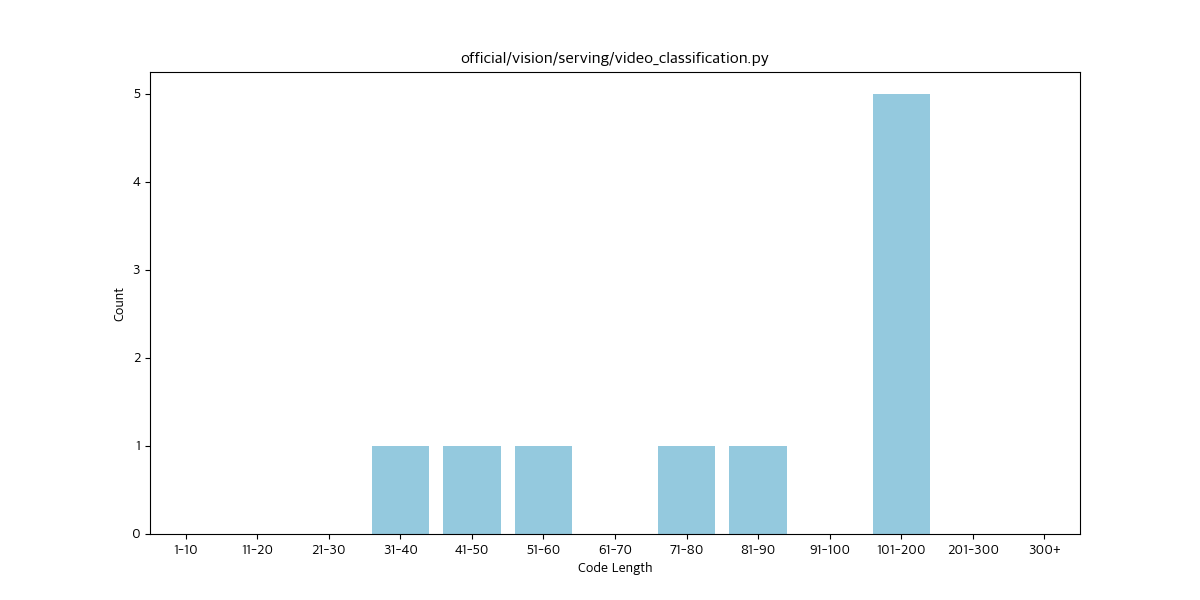 official/vision/serving/video_classification.py
5
4
3
2
1
0
Count
1-10 11-20 21-30 31-40 41-50 51-60 61-70 71-80 81-90 91-100 101-200 201-300 300+
Code Length